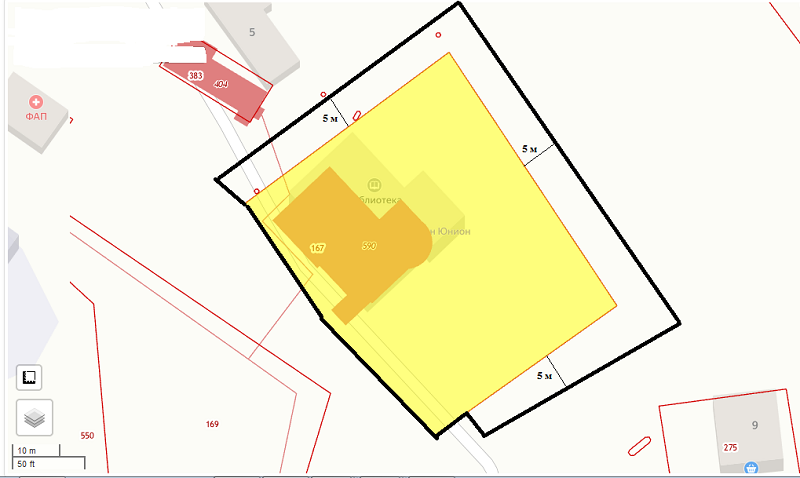 5
383
404
ФАП
5 м
5 м
блиотека
н Юнион
167
590
5 м
169
550
9
275
10 m
50 ft